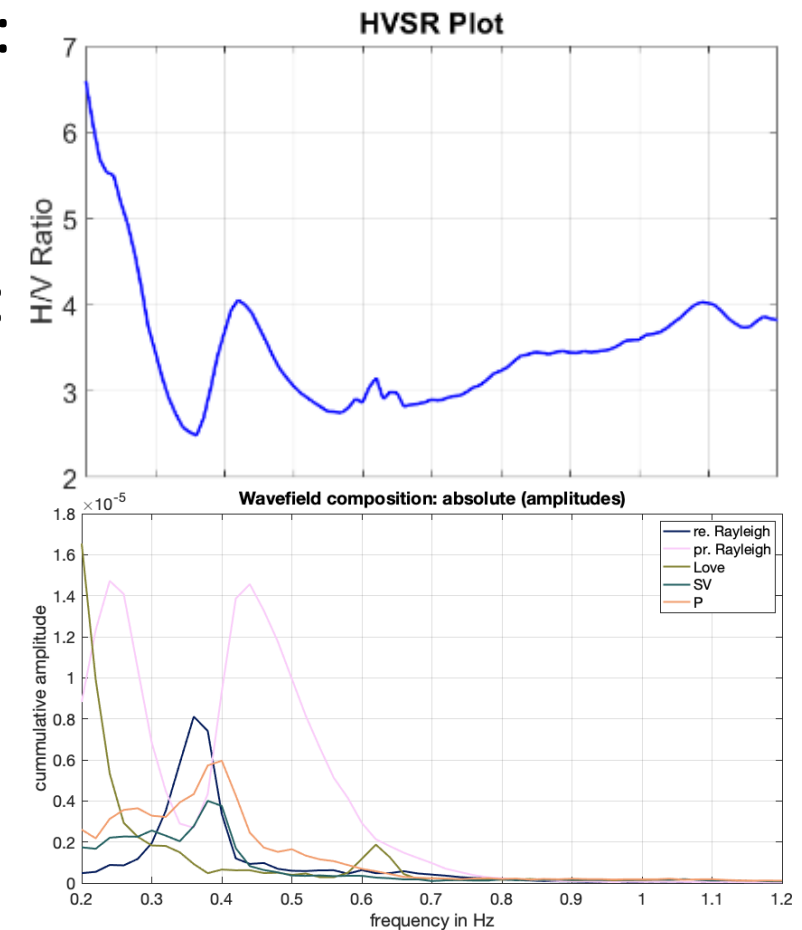 :
HVSR Plot
7
6
5
4
3
2
H/V Ratio
×10⁻⁵
Wavefield composition: absolute (amplitudes)
1.8
1.6
1.4
1.2
1
0.8
0.6
0.4
0.2
0
cummulative amplitude
re. Rayleigh
pr. Rayleigh
Love
SV
P
0.2 0.3 0.4 0.5 0.6 0.7 0.8 0.9 1 1.1 1.2
frequency in Hz